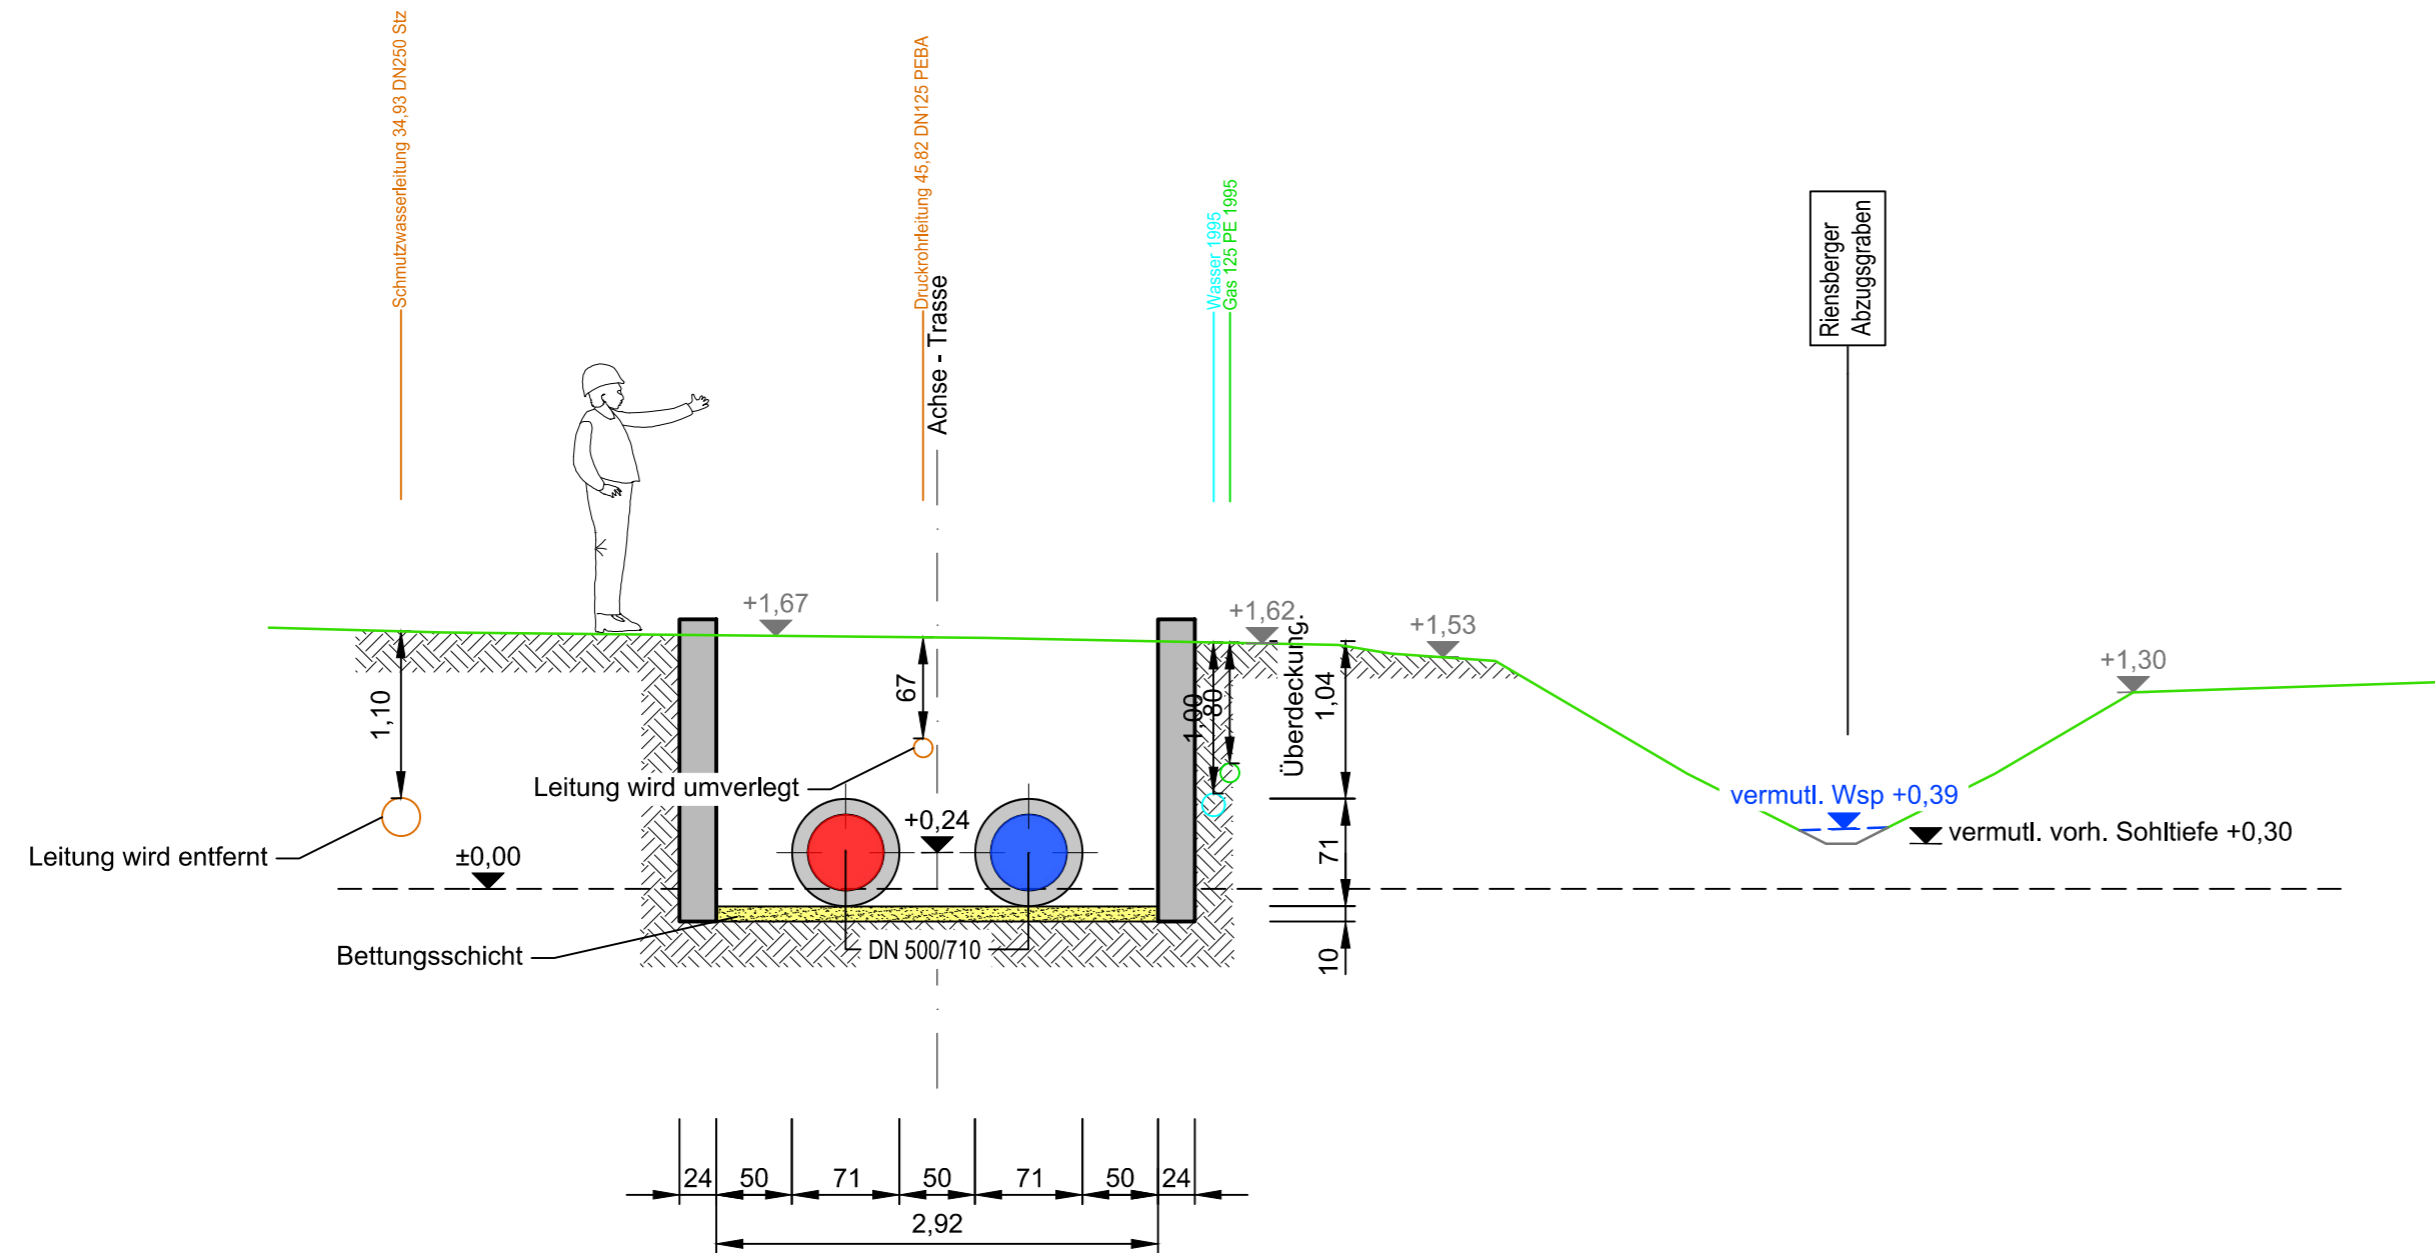 Schmutzwasserleitung 34,93 DN250 Stz
Druckrohrleitung 45,82 DN125 PEBA
Achse - Trasse
Wasser 1995
Gas 125 PE 1995
Riensberger
Abzugsgraben
+1,67
+1,62
+1,53
+1,30
1,10
67
1,00
80
Überdeckung:
1,04
Leitung wird umverlegt
vermutl. Wsp +0,39
vermutl. vorh. Sohltiefe +0,30
+0,24
Leitung wird entfernt
±0,00
71
Bettungsschicht
DN 500/710
10
24 50 71 50 71 50 24
2,92